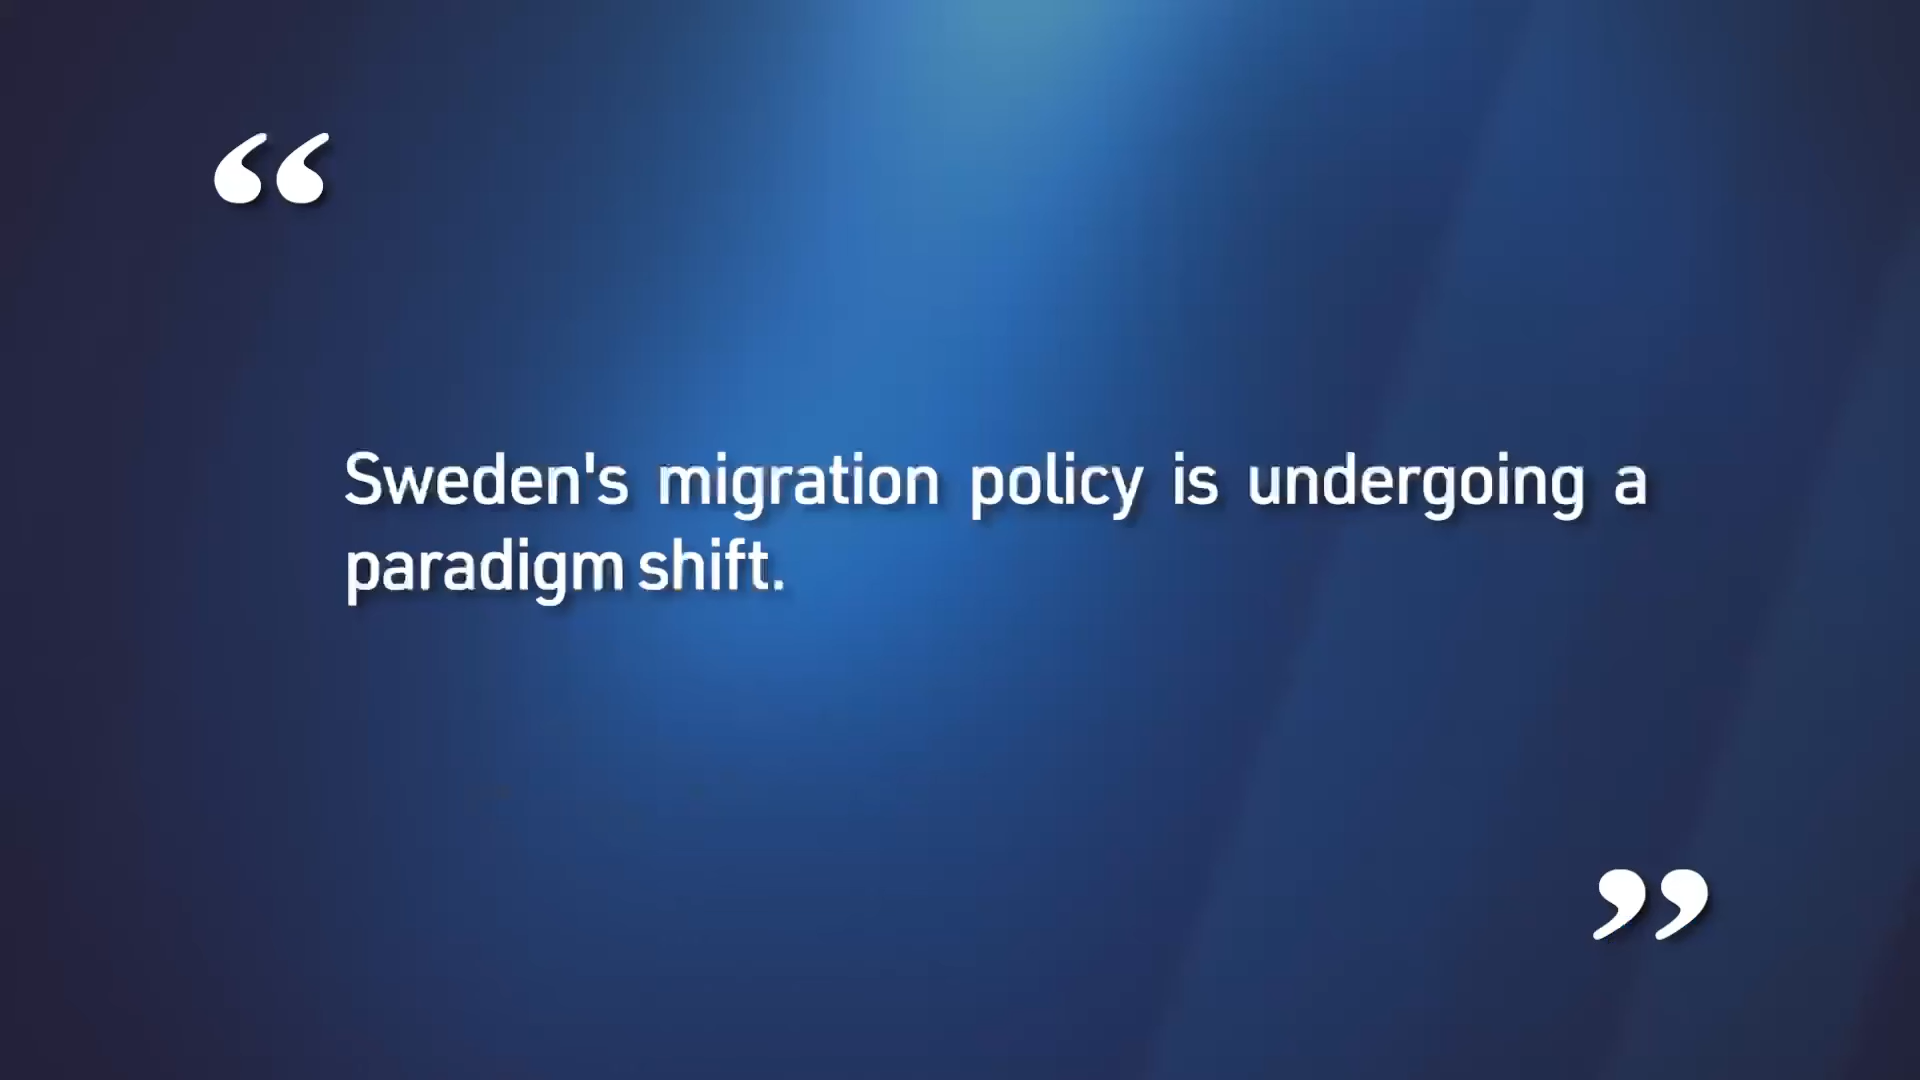 “
Sweden's migration policy is undergoing a
paradigm shift.
”